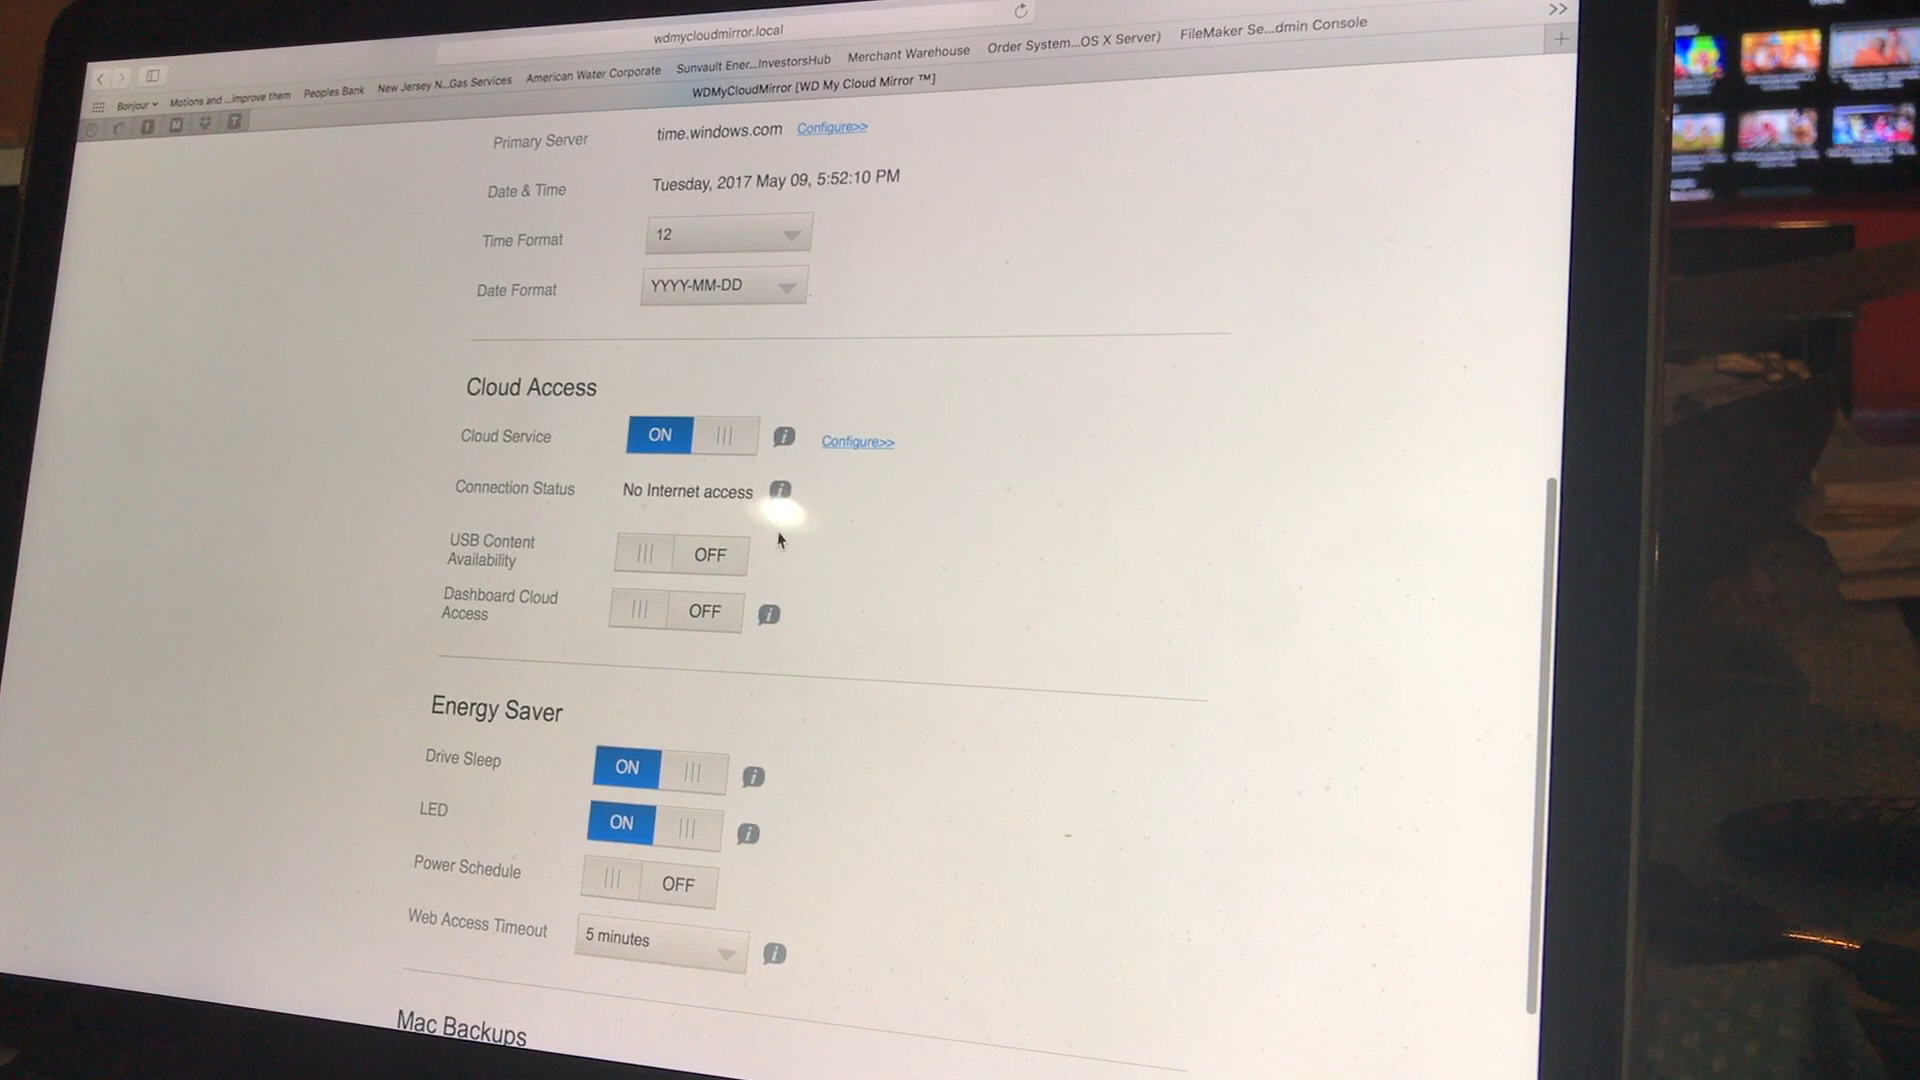 wdmycloudmirror.local
Bonjour
Motions and ...improve them
Peoples Bank
New Jersey N...Gas Services
American Water Corporate
Sunvault Ener...InvestorsHub
Merchant Warehouse
Order System...OS X Server)
FileMaker Se...dmin Console
WDMyCloudMirror [WD My Cloud Mirror ™]
Primary Server time.windows.com Configure>>
Date & Time Tuesday, 2017 May 09, 5:52:10 PM
Time Format 12
Date Format YYYY-MM-DD
Cloud Access
Cloud Service ON Configure>>
Connection Status No Internet access
USB Content
Availability OFF
Dashboard Cloud
Access OFF
Energy Saver
Drive Sleep ON
LED ON
Power Schedule OFF
Web Access Timeout 5 minutes
Mac Backups